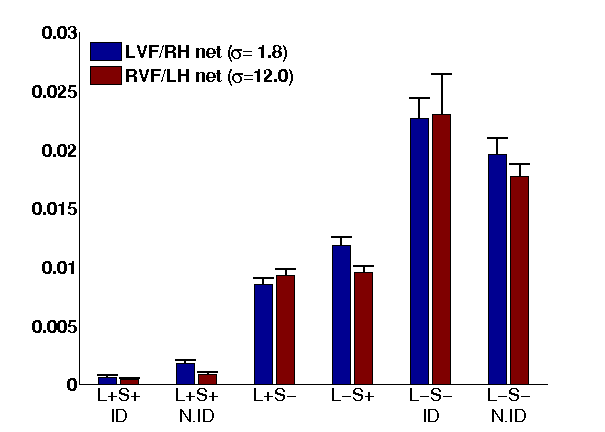 0.03
LVF/RH net (σ= 1.8)
RVF/LH net (σ=12.0)
0.025
0.02
0.015
0.01
0.005
0
L+S+ L+S+ L+S− L−S+ L−S− L−S−
ID N.ID ID N.ID